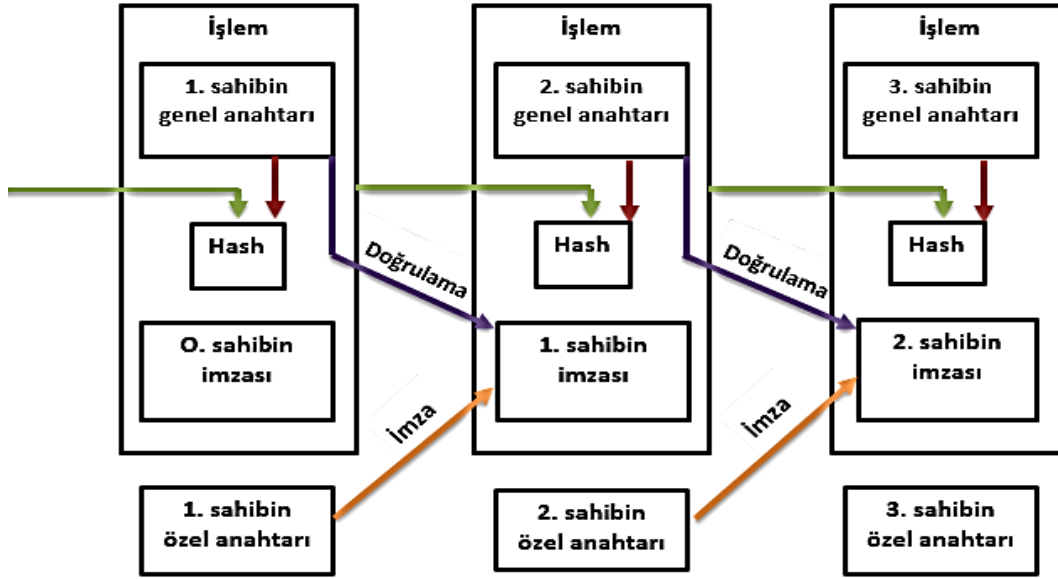 İşlem
1. sahibin
genel anahtarı
Hash
O. sahibin
imzası
1. sahibin
özel anahtarı
Doğrulama
İmza
İşlem
2. sahibin
genel anahtarı
Hash
1. sahibin
imzası
2. sahibin
özel anahtarı
Doğrulama
İmza
İşlem
3. sahibin
genel anahtarı
Hash
2. sahibin
imzası
3. sahibin
özel anahtarı